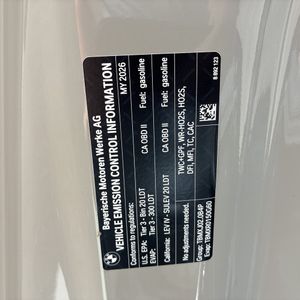 Bayerische Motoren Werke AG
VEHICLE EMISSION CONTROL INFORMATION
Conforms to regulations: MY 2026
U.S. EPA: Tier 3 - Bin 20 LDT CA OBD II Fuel: gasoline
EVAP: Tier 3 - 300 LDT
California: LEV IV - SULEV 20 LDT CA OBD II Fuel: gasoline
No adjustments needed.
TWC+GPF, WR-HO2S, HO2S,
DFI, MFI, TC, CAC
8 892 123